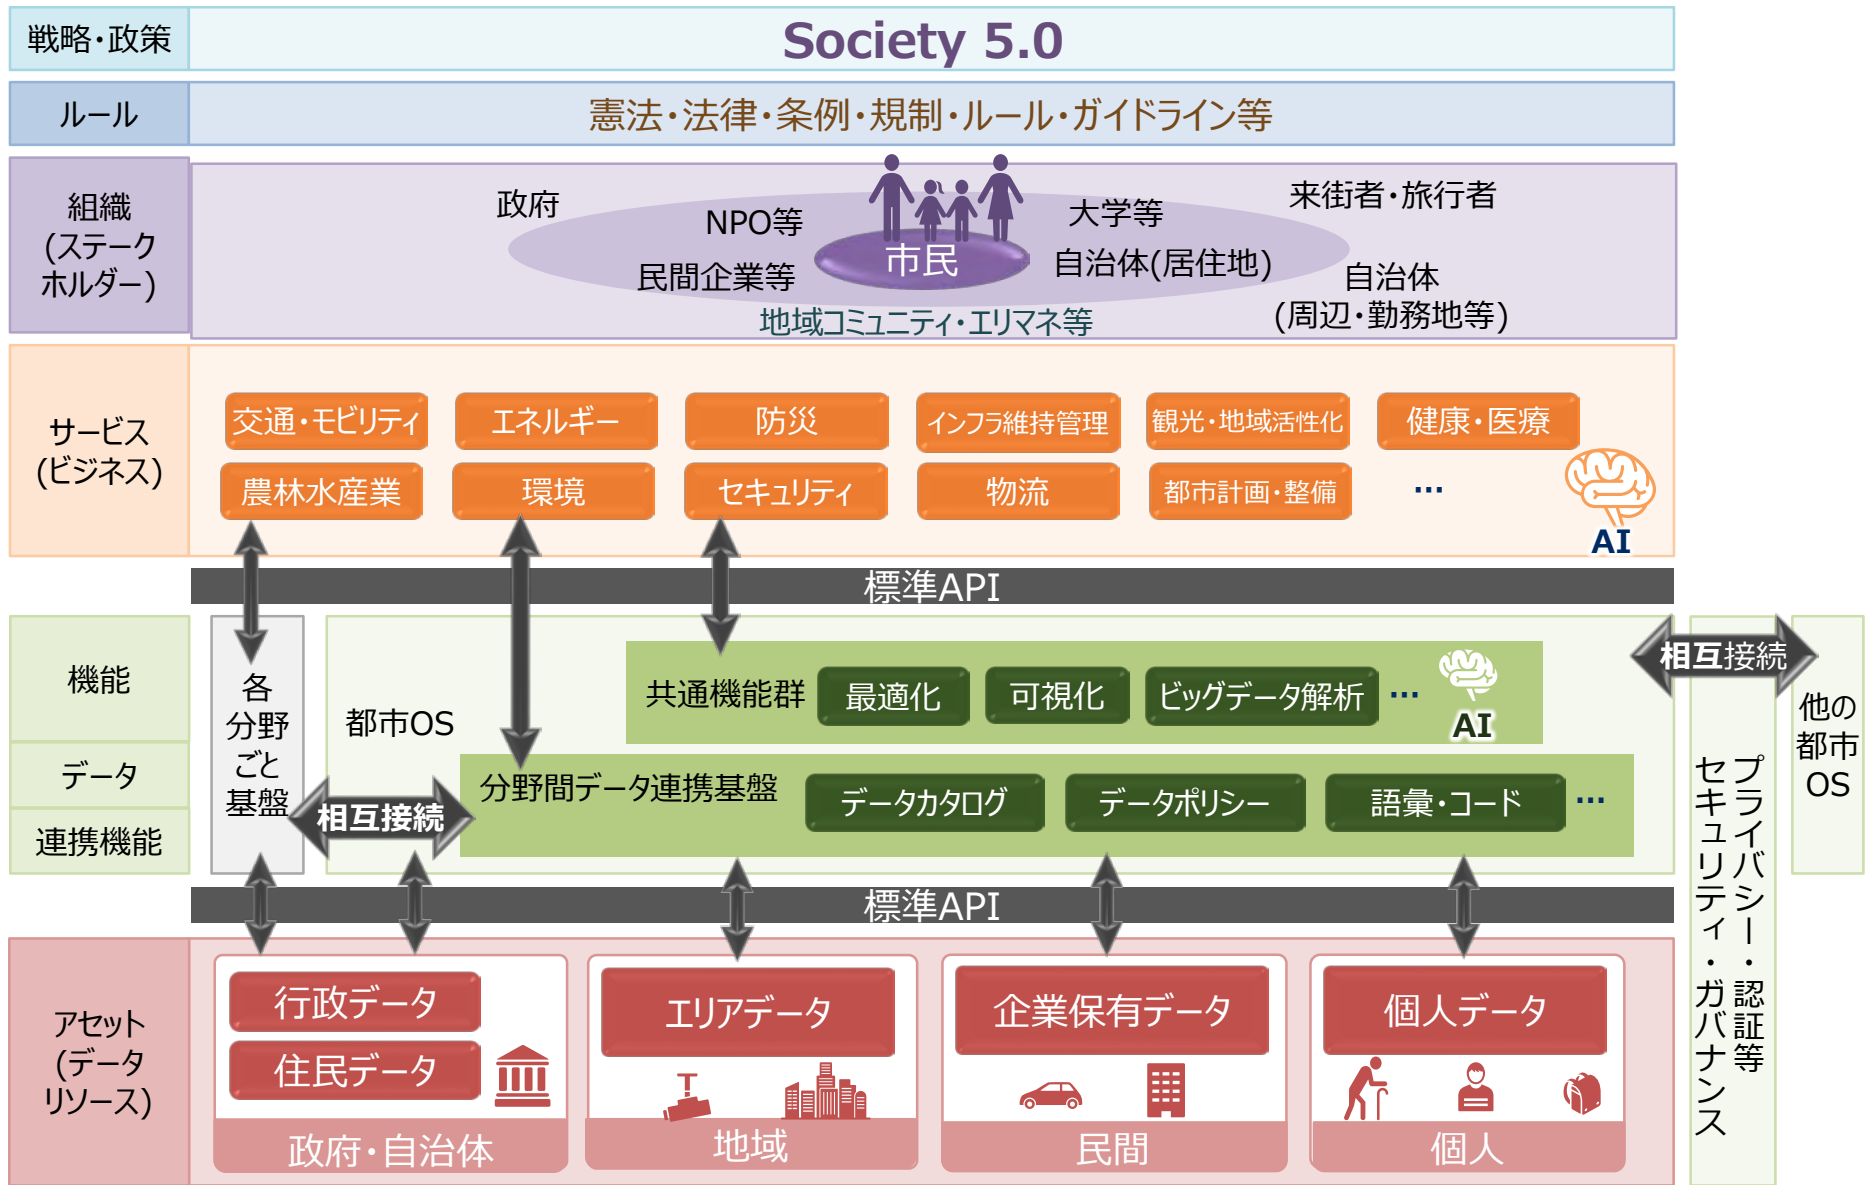 戦略・政策
Society 5.0
ルール
憲法・法律・条例・規制・ルール・ガイドライン等
組織
(ステーク
ホルダー)
政府
NPO等
民間企業等
市民
大学等
自治体(居住地)
来街者・旅行者
自治体
(周辺・勤務地等)
地域コミュニティ・エリマネ等
サービス
(ビジネス)
交通・モビリティ
エネルギー
防災
インフラ維持管理
観光・地域活性化
健康・医療
農林水産業
環境
セキュリティ
物流
都市計画・整備
…
AI
標準API
機能
データ
連携機能
各
分野
ごと
基盤
相互接続
都市OS
共通機能群
最適化
可視化
ビッグデータ解析
…
AI
分野間データ連携基盤
データカタログ
データポリシー
語彙・コード
…
相互接続
他の
都市
OS
プライバシー・認証等
セキュリティ・ガバナンス
標準API
アセット
(データ
リソース)
行政データ
住民データ
政府・自治体
エリアデータ
地域
企業保有データ
民間
個人データ
個人